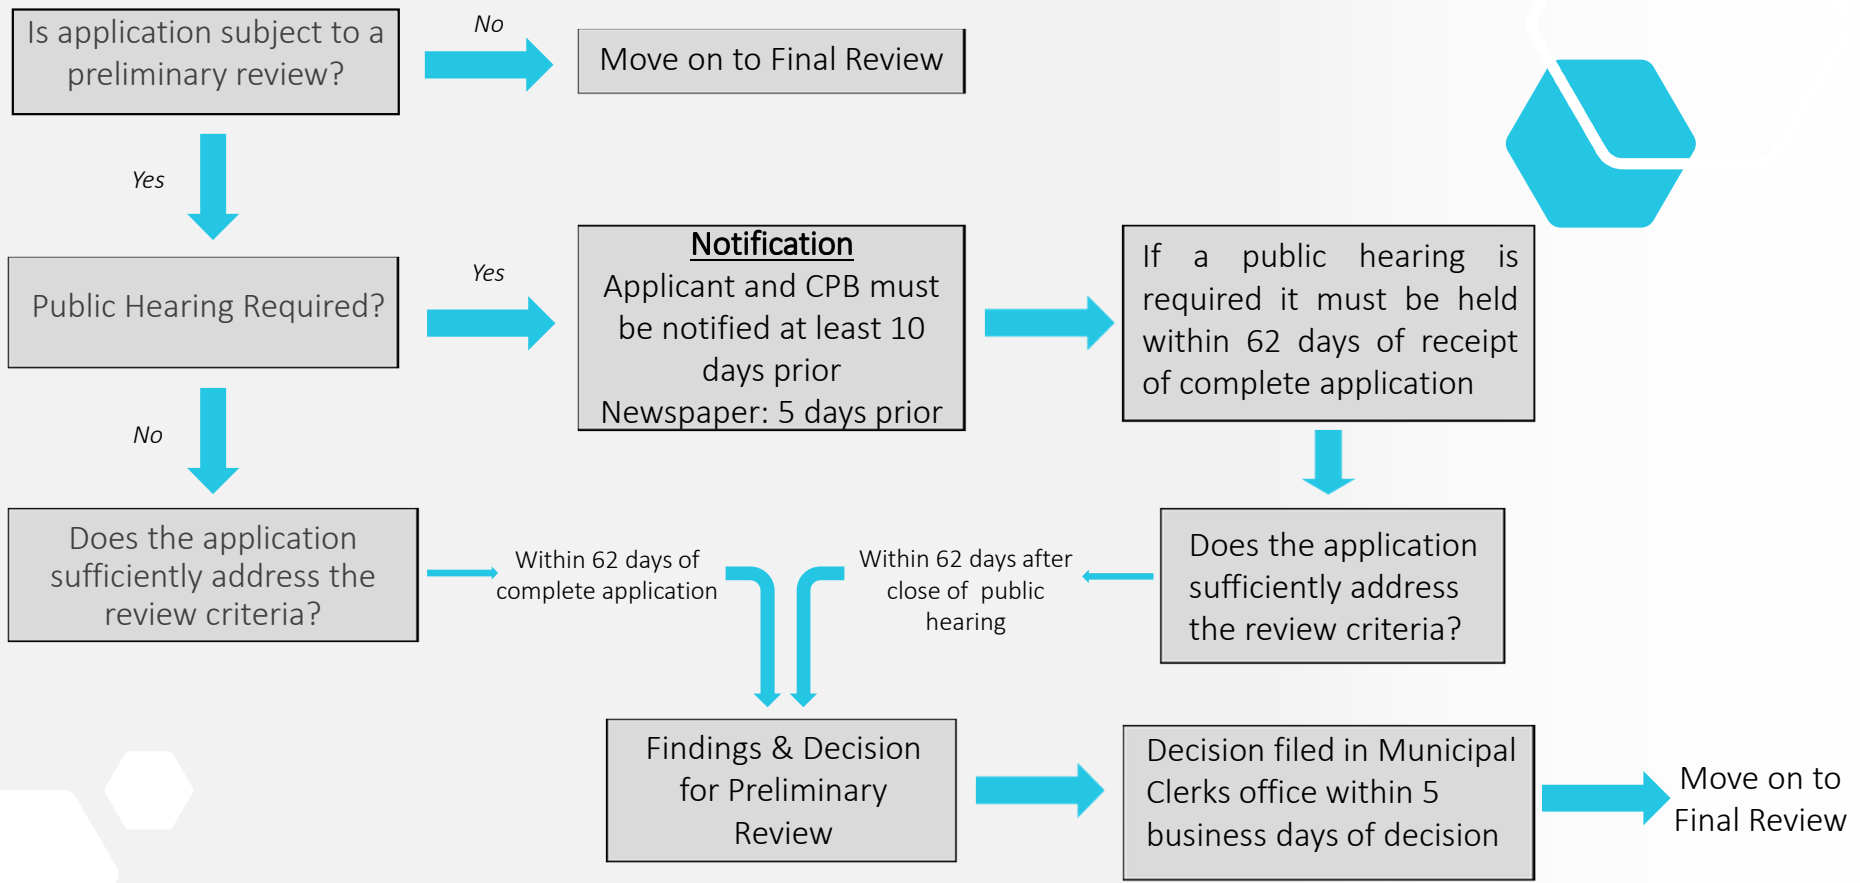 Is application subject to a
preliminary review?
No
Move on to Final Review
Yes
Public Hearing Required?
Yes
Notification
Applicant and CPB must
be notified at least 10
days prior
Newspaper: 5 days prior
If a public hearing is
required it must be held
within 62 days of receipt
of complete application
No
Does the application
sufficiently address the
review criteria?
Within 62 days of
complete application
Within 62 days after
close of public
hearing
Does the application
sufficiently address
the review criteria?
Findings & Decision
for Preliminary
Review
Decision filed in Municipal
Clerks office within 5
business days of decision
Move on to
Final Review